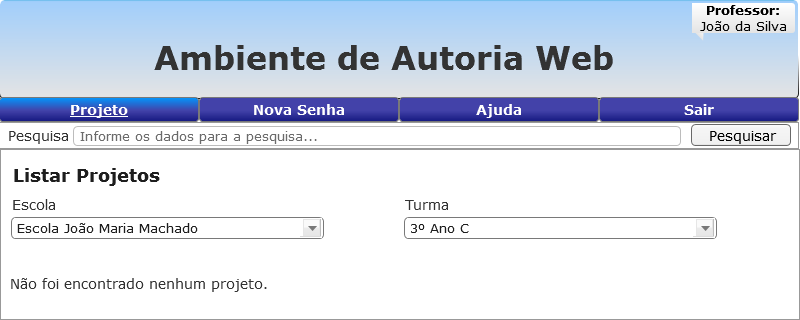 Professor:
João da Silva
Ambiente de Autoria Web
Projeto Nova Senha Ajuda Sair
Pesquisa Informe os dados para a pesquisa... Pesquisar
Listar Projetos
Escola Turma
Escola João Maria Machado 3º Ano C
Não foi encontrado nenhum projeto.